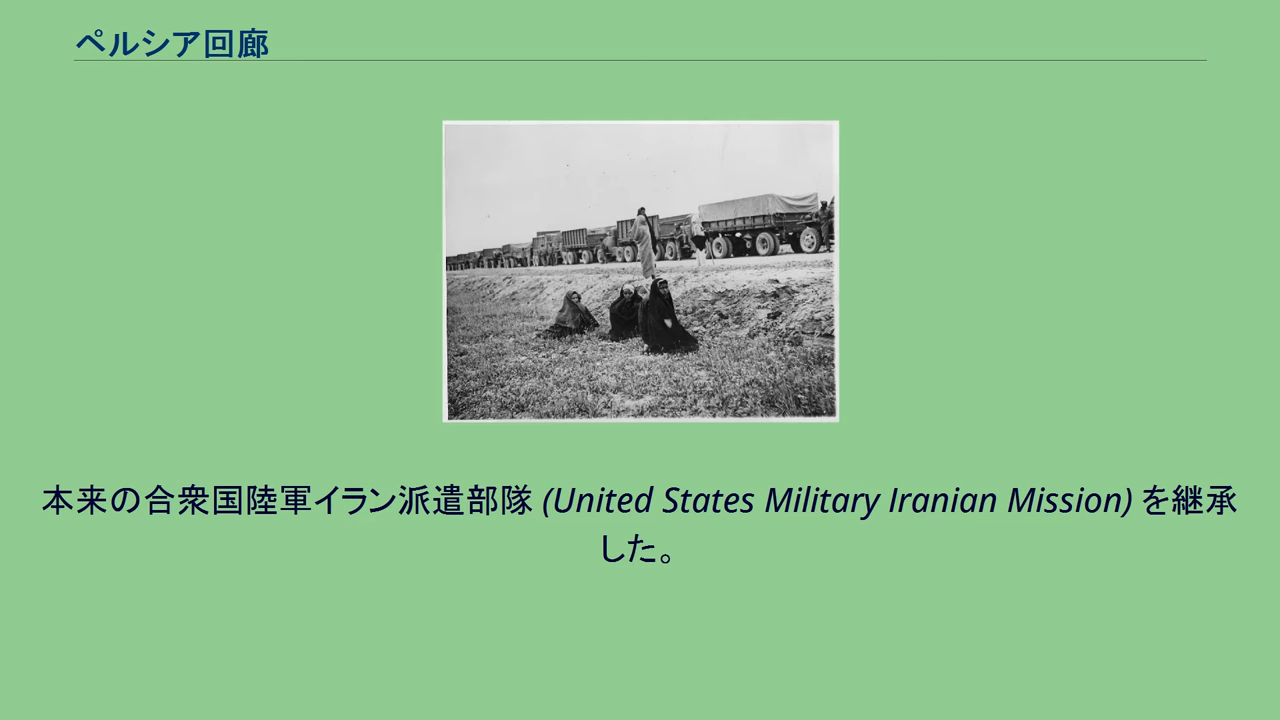 ペルシア回廊
本来の合衆国陸軍イラン派遣部隊 (United States Military Iranian Mission) を継承
した。